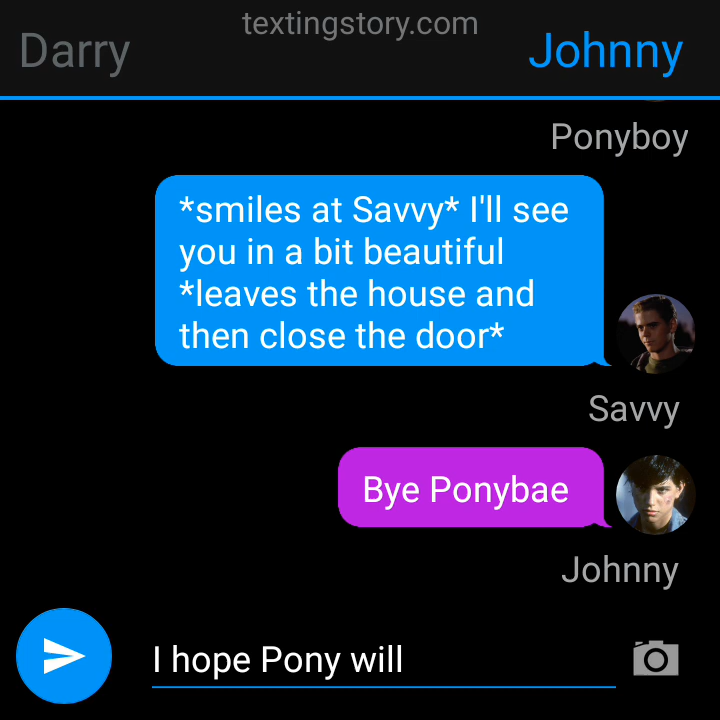 textingstory.com
Darry
Johnny
Ponyboy
*smiles at Savvy* I'll see
you in a bit beautiful
*leaves the house and
then close the door*
Savvy
Bye Ponybae
Johnny
I hope Pony will